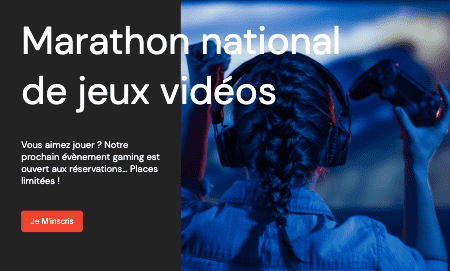 Marathon national
de jeux vidéos
Vous aimez jouer ? Notre
prochain évènement gaming est
ouvert aux réservations... Places
limitées !
Je M'inscris